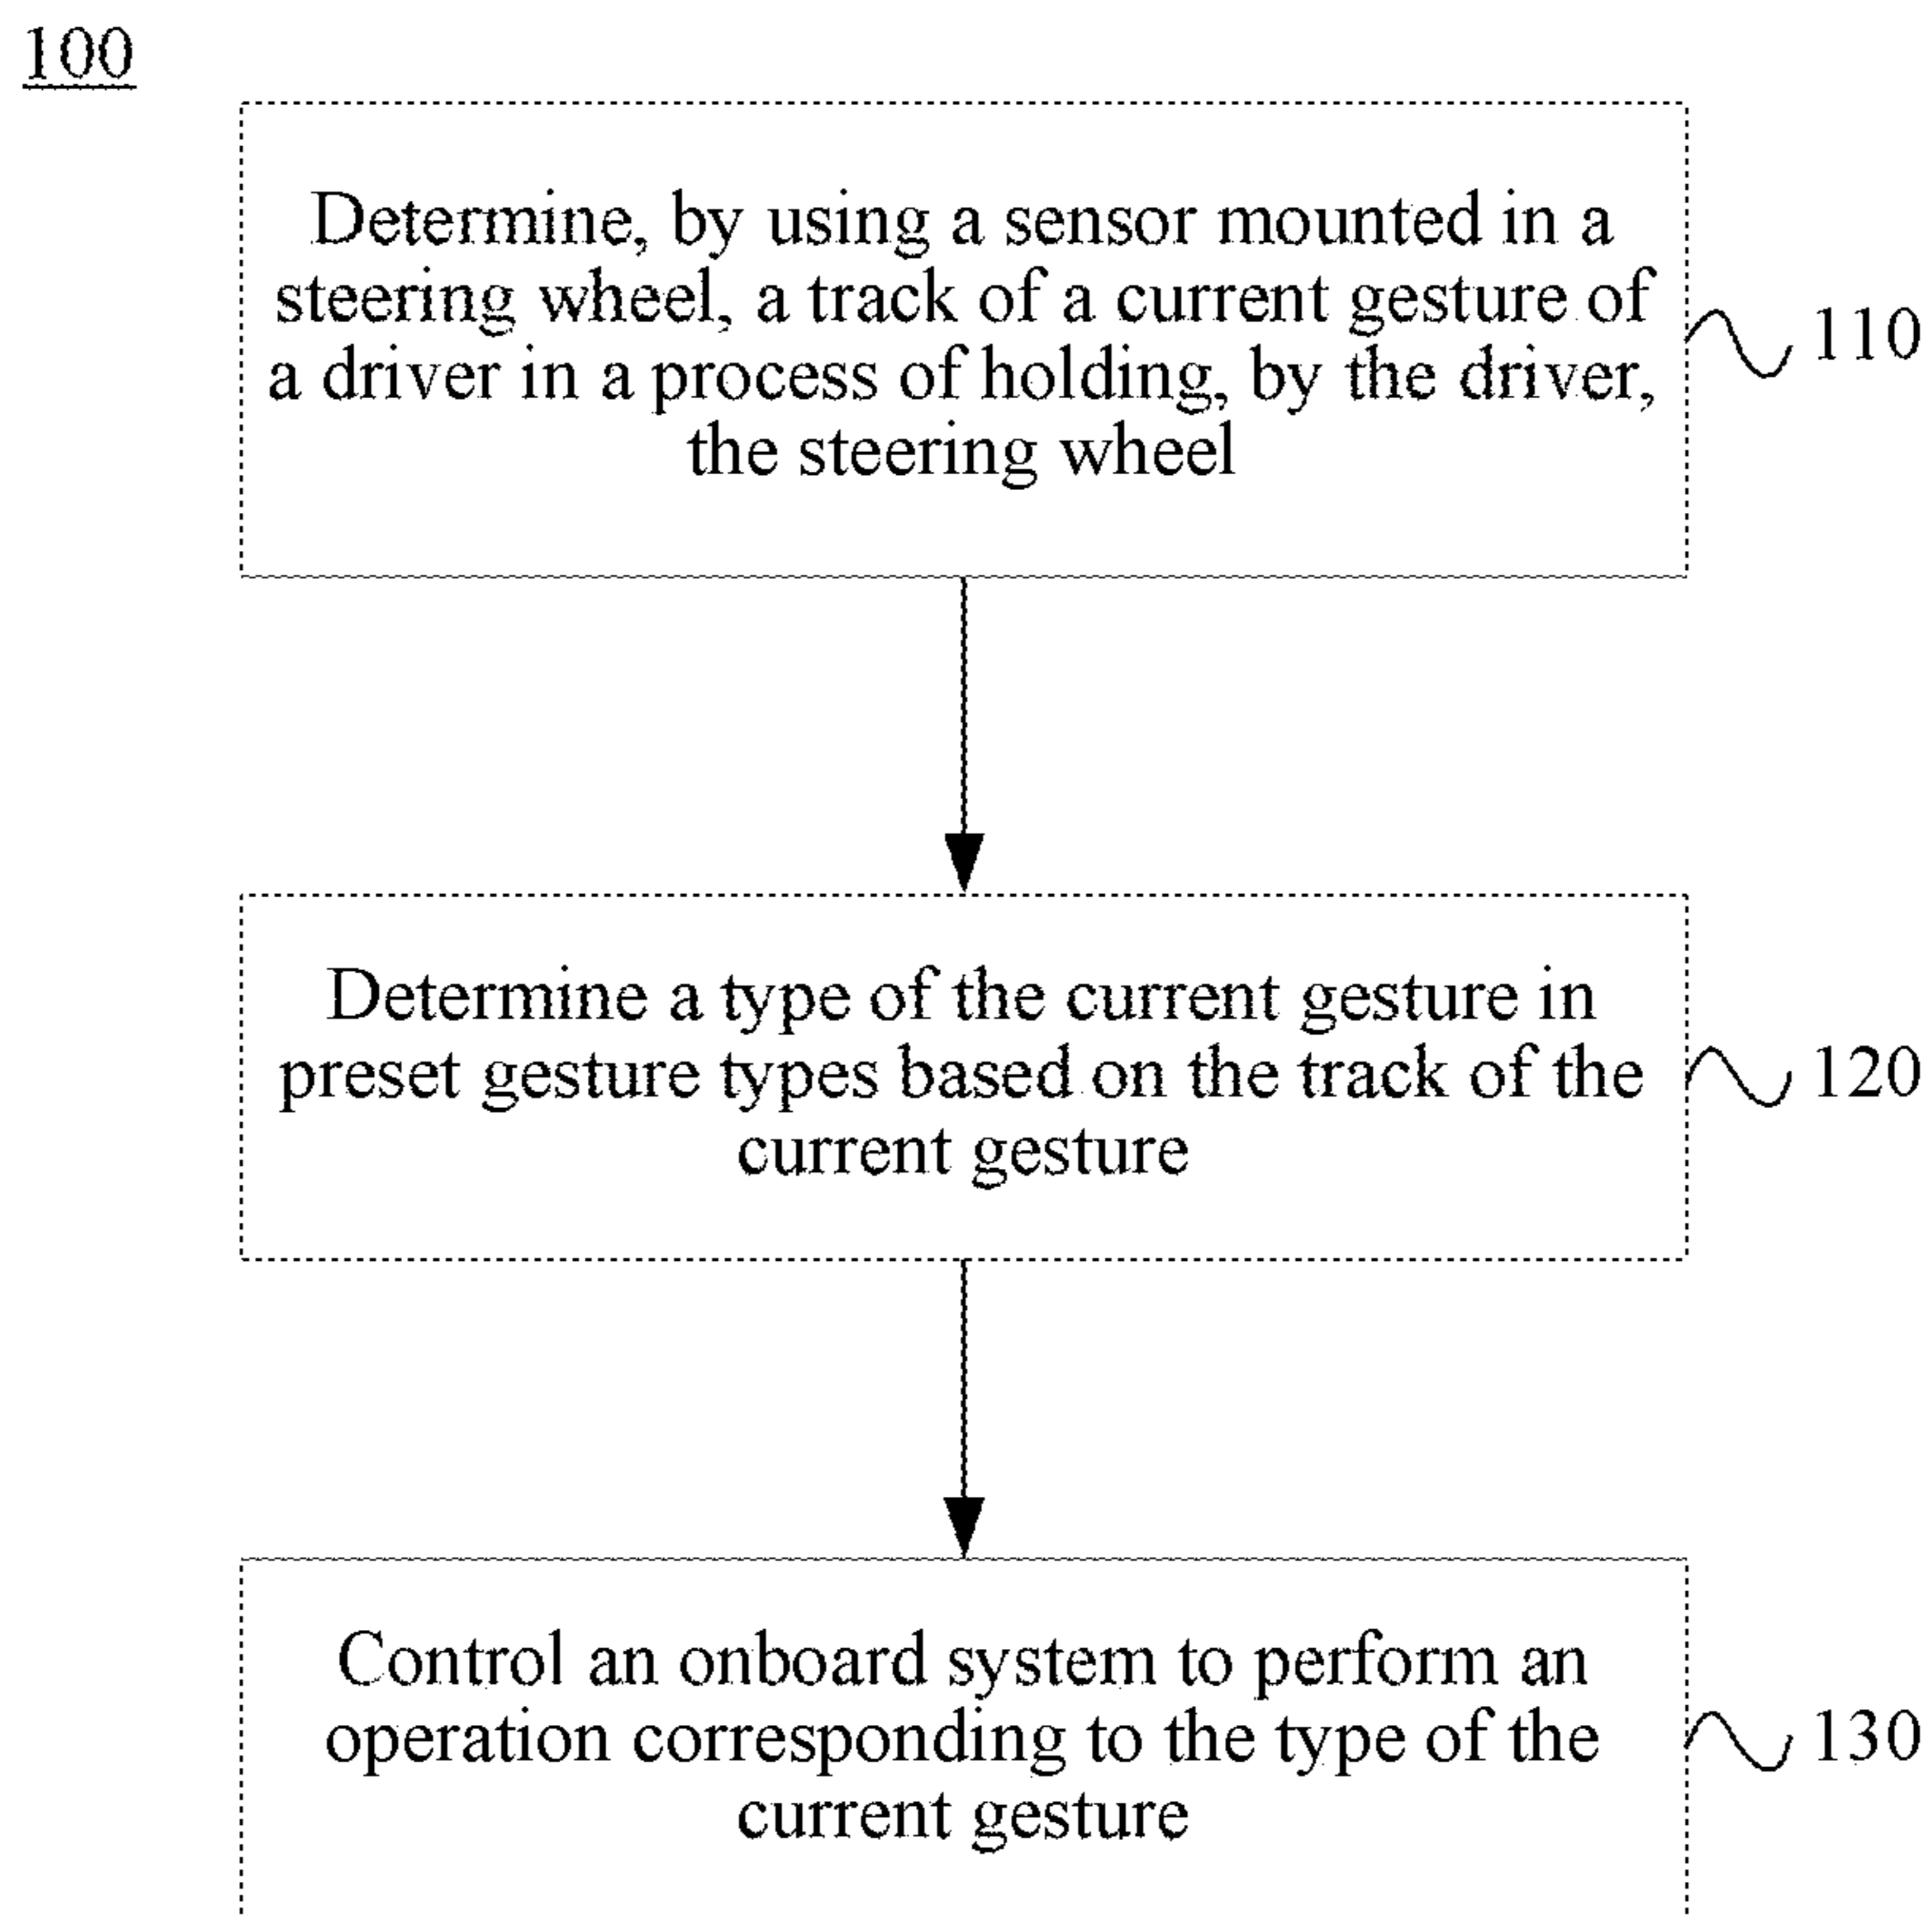 100
Determine, by using a sensor mounted in a
steering wheel, a track of a current gesture of
a driver in a process of holding, by the driver,
the steering wheel
110
Determine a type of the current gesture in
preset gesture types based on the track of the
current gesture
120
Control an onboard system to perform an
operation corresponding to the type of the
current gesture
130